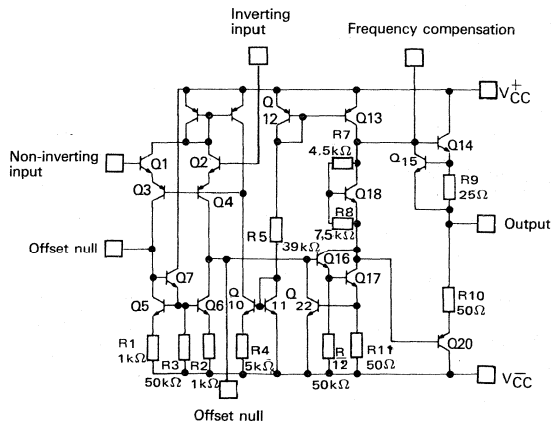 Inverting
input
Frequency compensation
V+CC
Q
12
Q13
Q14
R7
4.5kΩ
Q15
Non-inverting
input
Q1
Q2
R9
25Ω
Q3
Q4
Q18
R8
7.5kΩ
Output
R5
39kΩ
Offset null
Q16
Q7
Q17
Q5
Q6
Q
10
11
Q
22
R10
50Ω
R1
1kΩ
R3
50kΩ
R2
1kΩ
R4
5kΩ
R
12
50kΩ
R11
50Ω
Q20
V-CC
Offset null